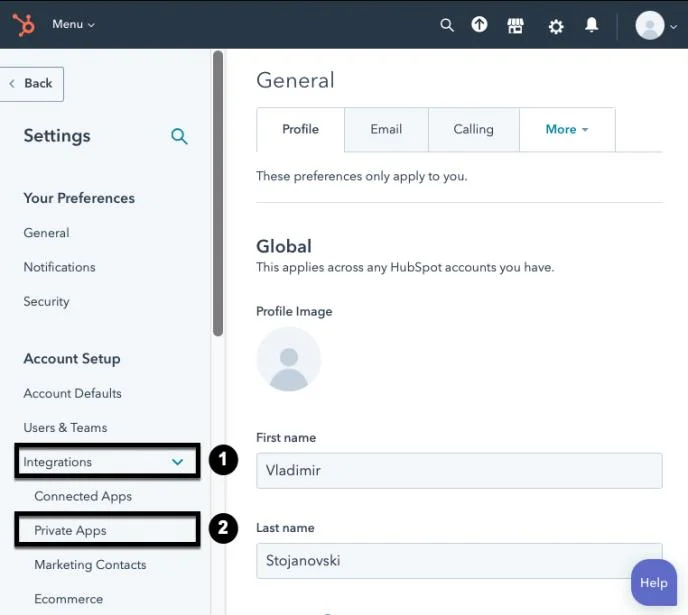 Menu
Back
Settings
Your Preferences
General
Notifications
Security
Account Setup
Account Defaults
Users & Teams
Integrations
1
Connected Apps
Private Apps
2
Marketing Contacts
Ecommerce
General
Profile
Email
Calling
More
These preferences only apply to you.
Global
This applies across any HubSpot accounts you have.
Profile Image
First name
Vladimir
Last name
Stojanovski
Help